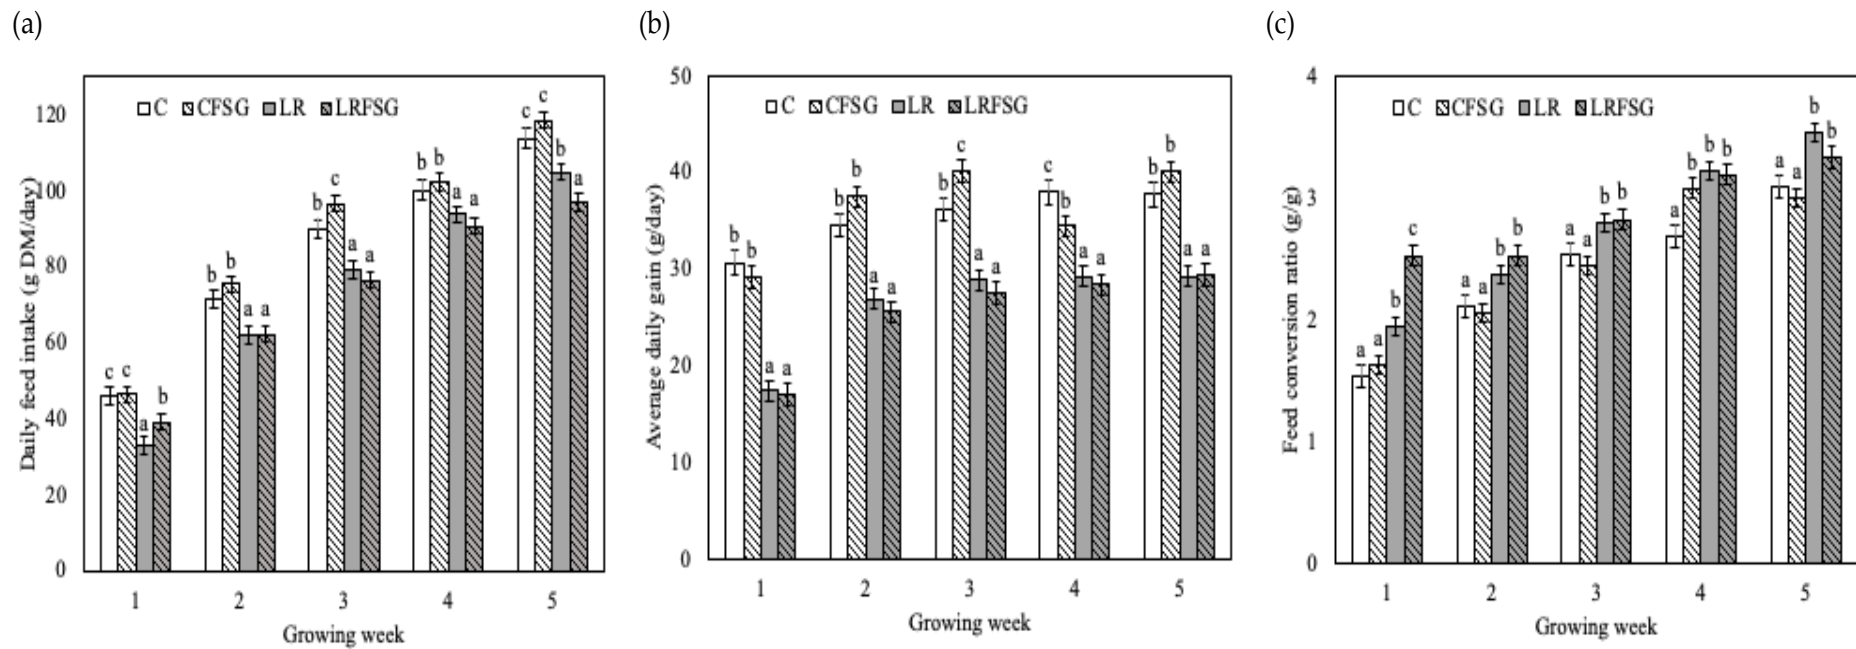 (a)
(b)
(c)
C CFSG LR LRFSG
Daily feed intake (g DM/day)
120
100
80
60
40
20
0
c c a b
b b a a
b c a a
b b a a
c c b a
1 2 3 4 5
Growing week
C CFSG LR LRFSG
Average daily gain (g/day)
50
40
30
20
10
0
b b a a
b b a a
b c a a
c b a a
b b a a
1 2 3 4 5
Growing week
C CFSG LR LRFSG
Feed conversion ratio (g/g)
4
3
2
1
0
a a b c
a a b b
a a b b
a b b b
a a b b
1 2 3 4 5
Growing week